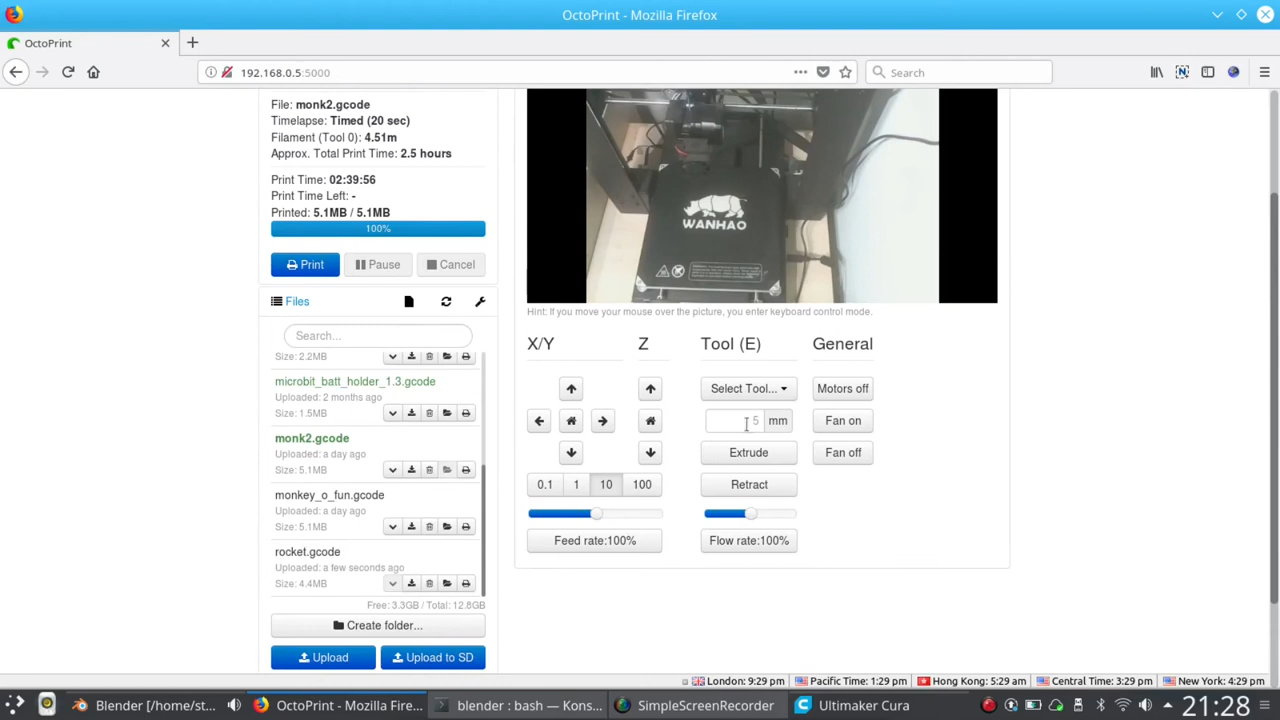 OctoPrint - Mozilla Firefox
OctoPrint
192.168.0.5:5000
Search
File: monk2.gcode
Timelapse: Timed (20 sec)
Filament (Tool 0): 4.51m
Approx. Total Print Time: 2.5 hours
Print Time: 02:39:56
Print Time Left: -
Printed: 5.1MB / 5.1MB
100%
Print Pause Cancel
Files
Search...
Size: 2.2MB
microbit_batt_holder_1.3.gcode
Uploaded: 2 months ago
Size: 1.5MB
monk2.gcode
Uploaded: a day ago
Size: 5.1MB
monkey_o_fun.gcode
Uploaded: a day ago
Size: 5.1MB
rocket.gcode
Uploaded: a few seconds ago
Size: 4.4MB
Free: 3.3GB / Total: 12.8GB
Create folder...
Upload Upload to SD
WANHAO
Hint: If you move your mouse over the picture, you enter keyboard control mode.
X/Y Z Tool (E) General
Select Tool... Motors off
5 mm Fan on
Extrude Fan off
0.1 1 10 100 Retract
Feed rate:100% Flow rate:100%
London: 9:29 pm Pacific Time: 1:29 pm Hong Kong: 5:29 am Central Time: 3:29 pm New York: 4:29 pm
Blender [/home/st... OctoPrint - Mozilla Fire... blender : bash — Kons... SimpleScreenRecorder Ultimaker Cura 21:28